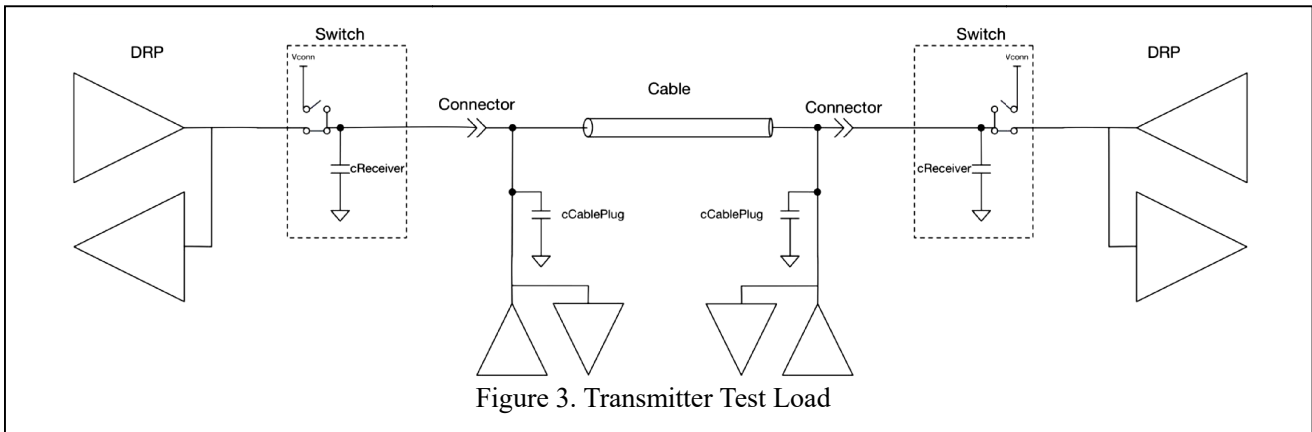 Switch
Switch
DRP
DRP
Vconn
Vconn
Cable
Connector
Connector
cReceiver
cReceiver
cCablePlug
cCablePlug
Figure 3. Transmitter Test Load